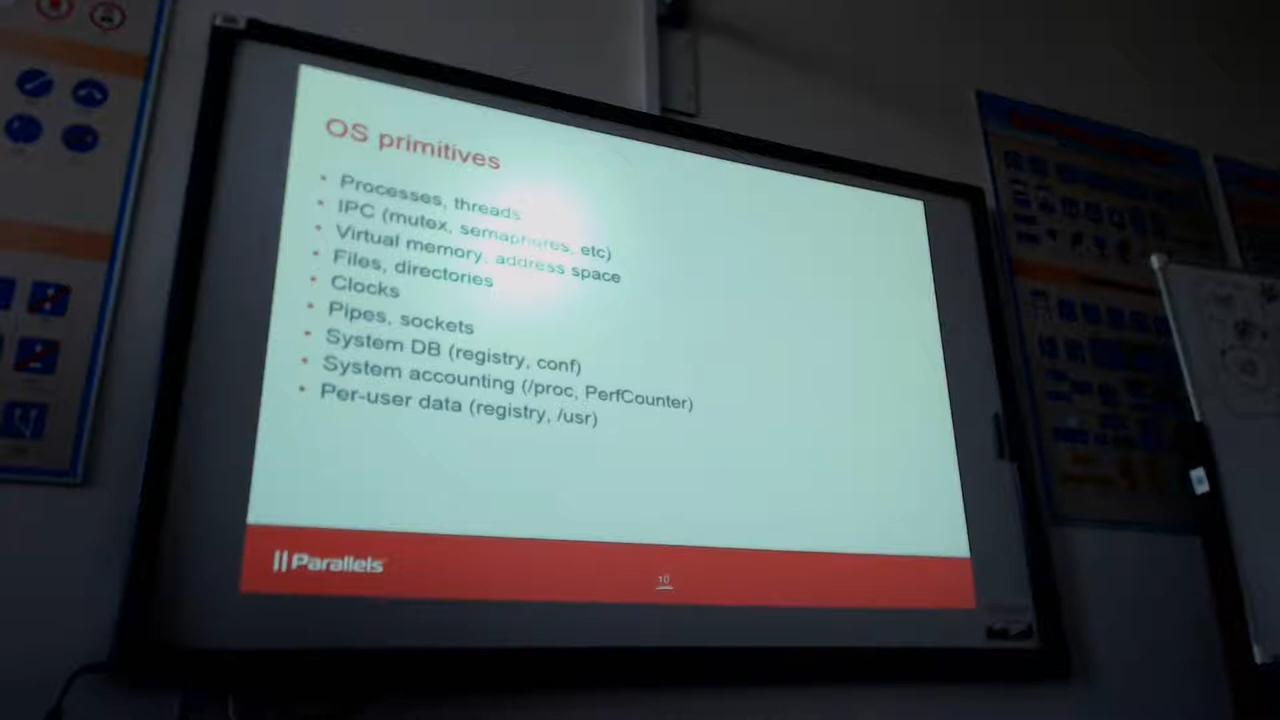 OS primitives
• Processes, threads
• IPC (mutex, semaphores, etc)
• Virtual memory, address space
• Files, directories
• Clocks
• Pipes, sockets
• System DB (registry, conf)
• System accounting (/proc, PerfCounter)
• Per-user data (registry, /usr)
|| Parallels
10